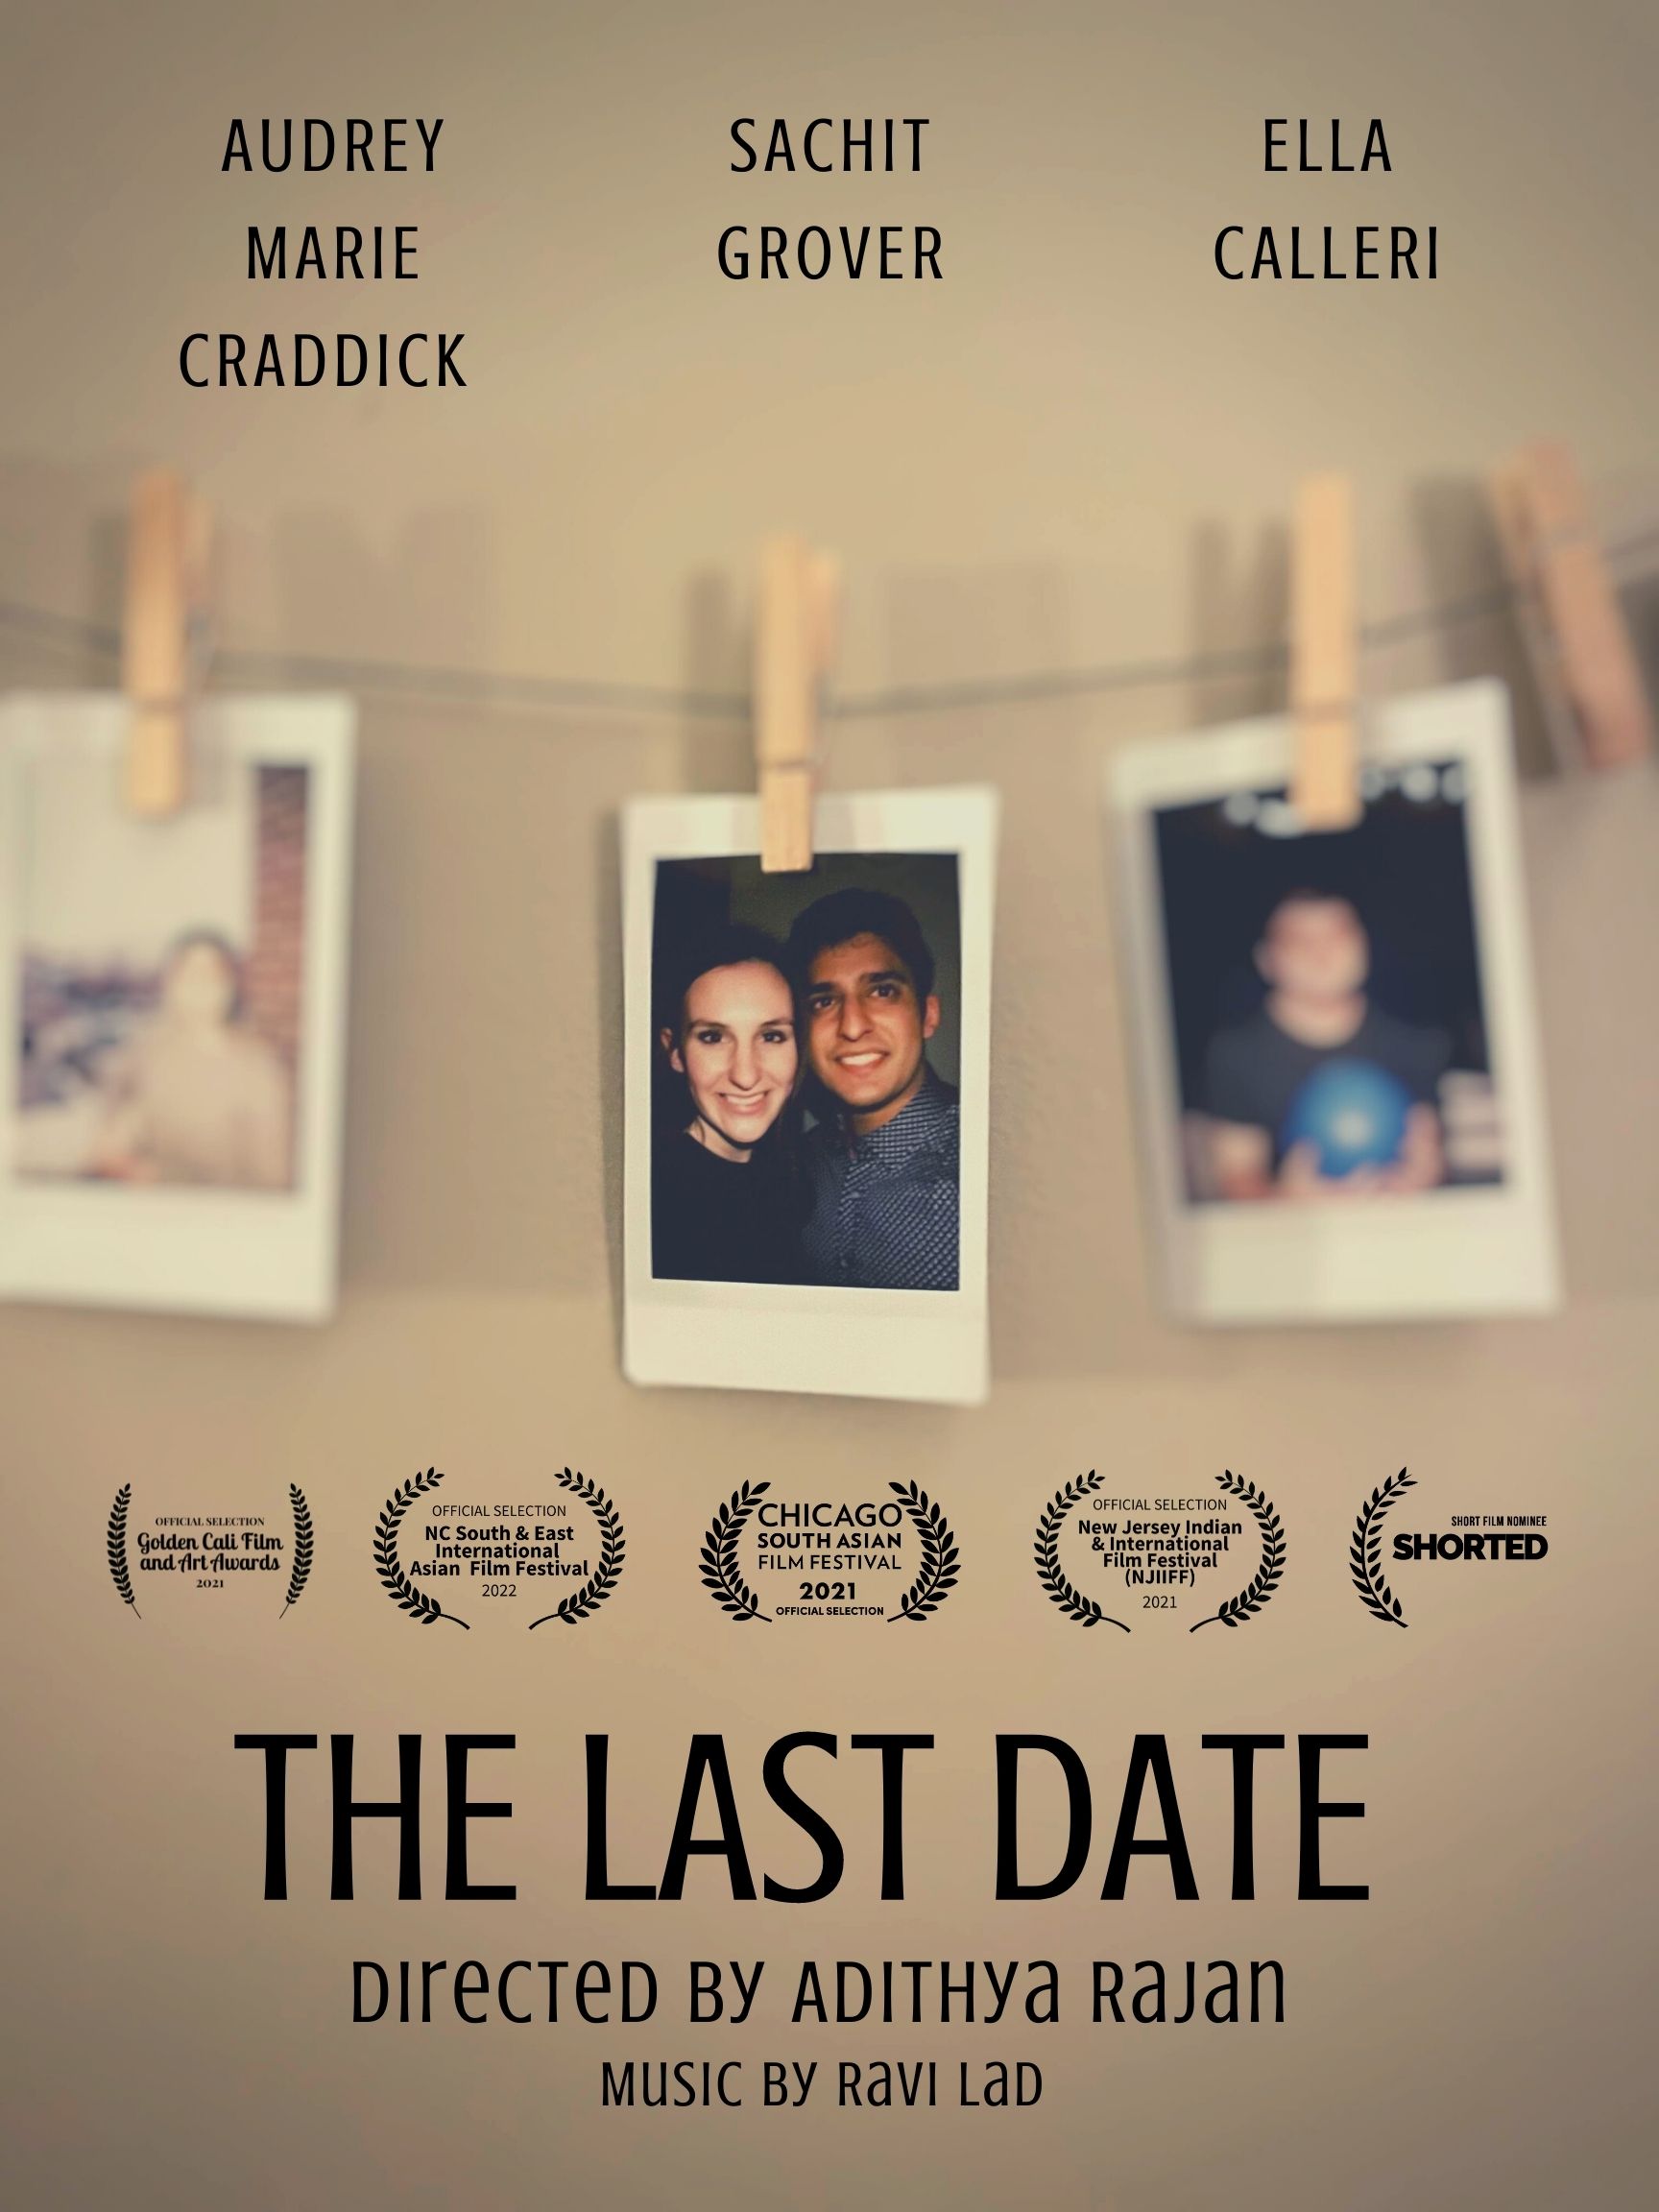 AUDREY
MARIE
CRADDICK
SACHIT
GROVER
ELLA
CALLERI
OFFICIAL SELECTION
Golden Cali Film
and Art Awards
2021
OFFICIAL SELECTION
NC South & East
International
Asian Film Festival
2022
CHICAGO
SOUTH ASIAN
FILM FESTIVAL
2021
OFFICIAL SELECTION
OFFICIAL SELECTION
New Jersey Indian
& International
Film Festival
(NJIIFF)
2021
SHORT FILM NOMINEE
SHORTED
THE LAST DATE
DIrecTeD By ADITHya RaJan
MusIc By RaVI LaD